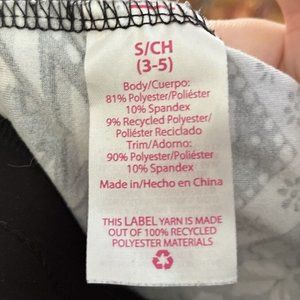 S/CH
(3-5)
Body/Cuerpo:
81% Polyester/Poliéster
10% Spandex
9% Recycled Polyester/
Poliéster Reciclado
Trim/Adorno:
90% Polyester/Poliéster
10% Spandex
Made in/Hecho en China
THIS LABEL YARN IS MADE
OUT OF 100% RECYCLED
POLYESTER MATERIALS